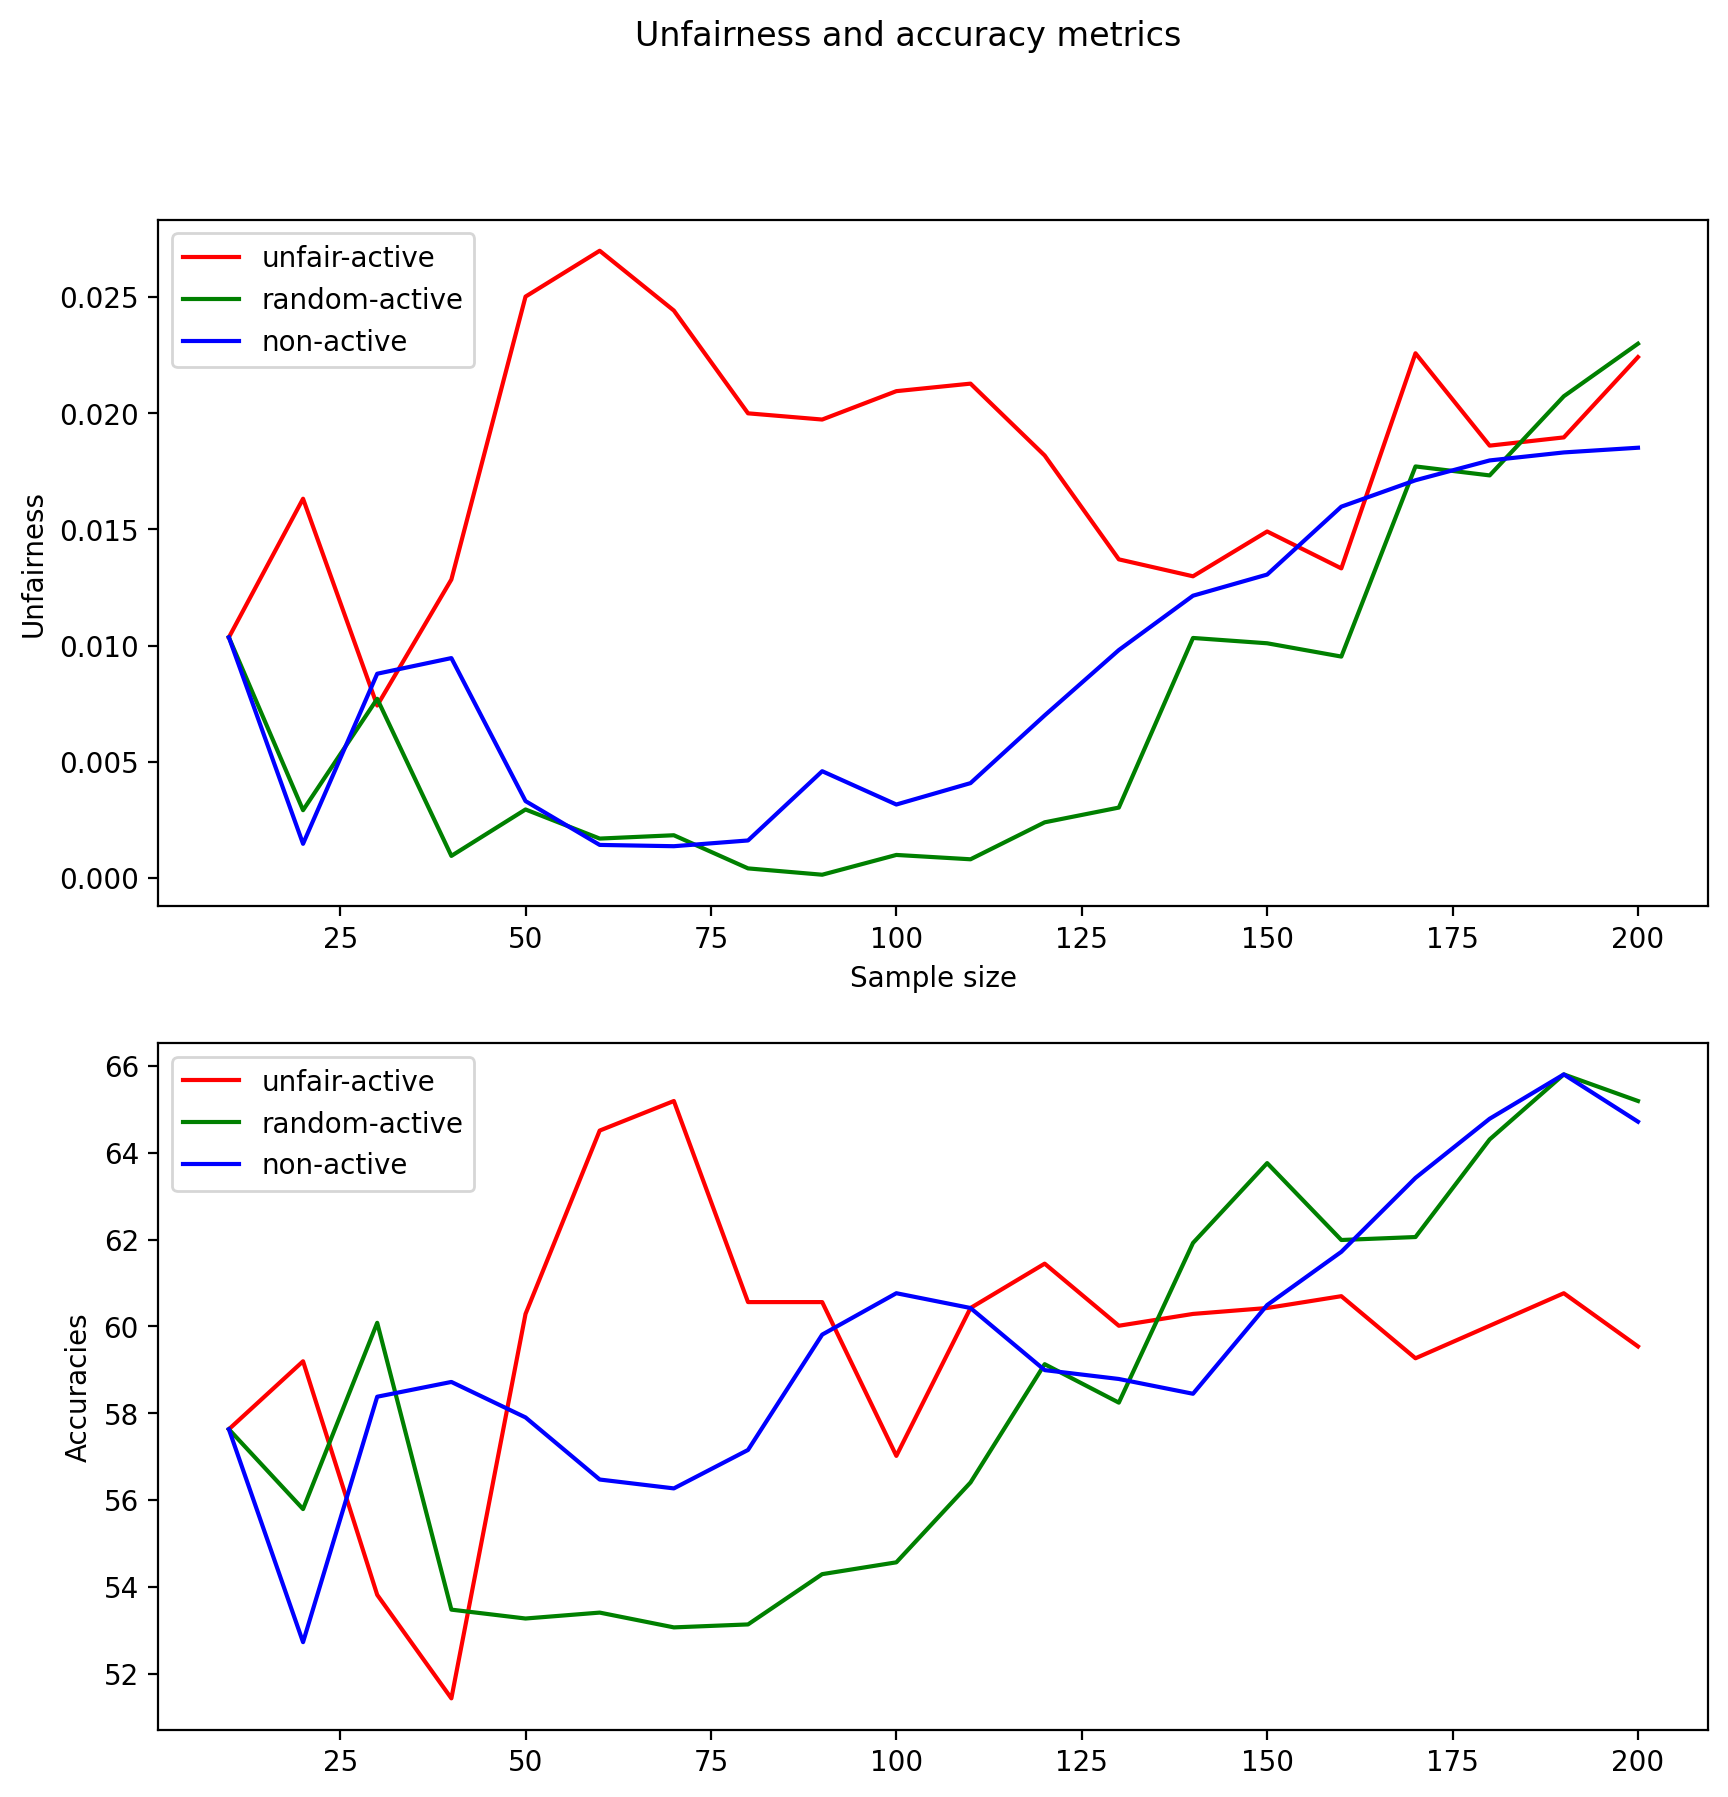 Unfairness and accuracy metrics
unfair-active
random-active
non-active
0.025
0.020
0.015
0.010
0.005
0.000
Unfairness
25 50 75 100 125 150 175 200
Sample size
unfair-active
random-active
non-active
66
64
62
60
58
56
54
52
Accuracies
25 50 75 100 125 150 175 200